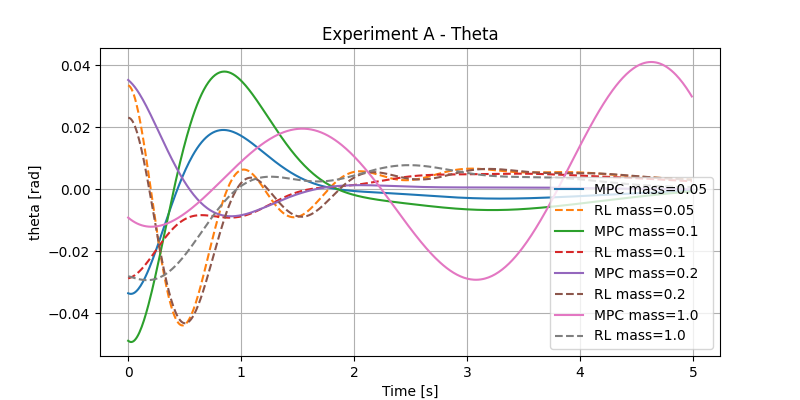 Experiment A - Theta
theta [rad]
0.04
0.02
0.00
−0.02
−0.04
0
1
2
3
4
5
Time [s]
MPC mass=0.05
RL mass=0.05
MPC mass=0.1
RL mass=0.1
MPC mass=0.2
RL mass=0.2
MPC mass=1.0
RL mass=1.0